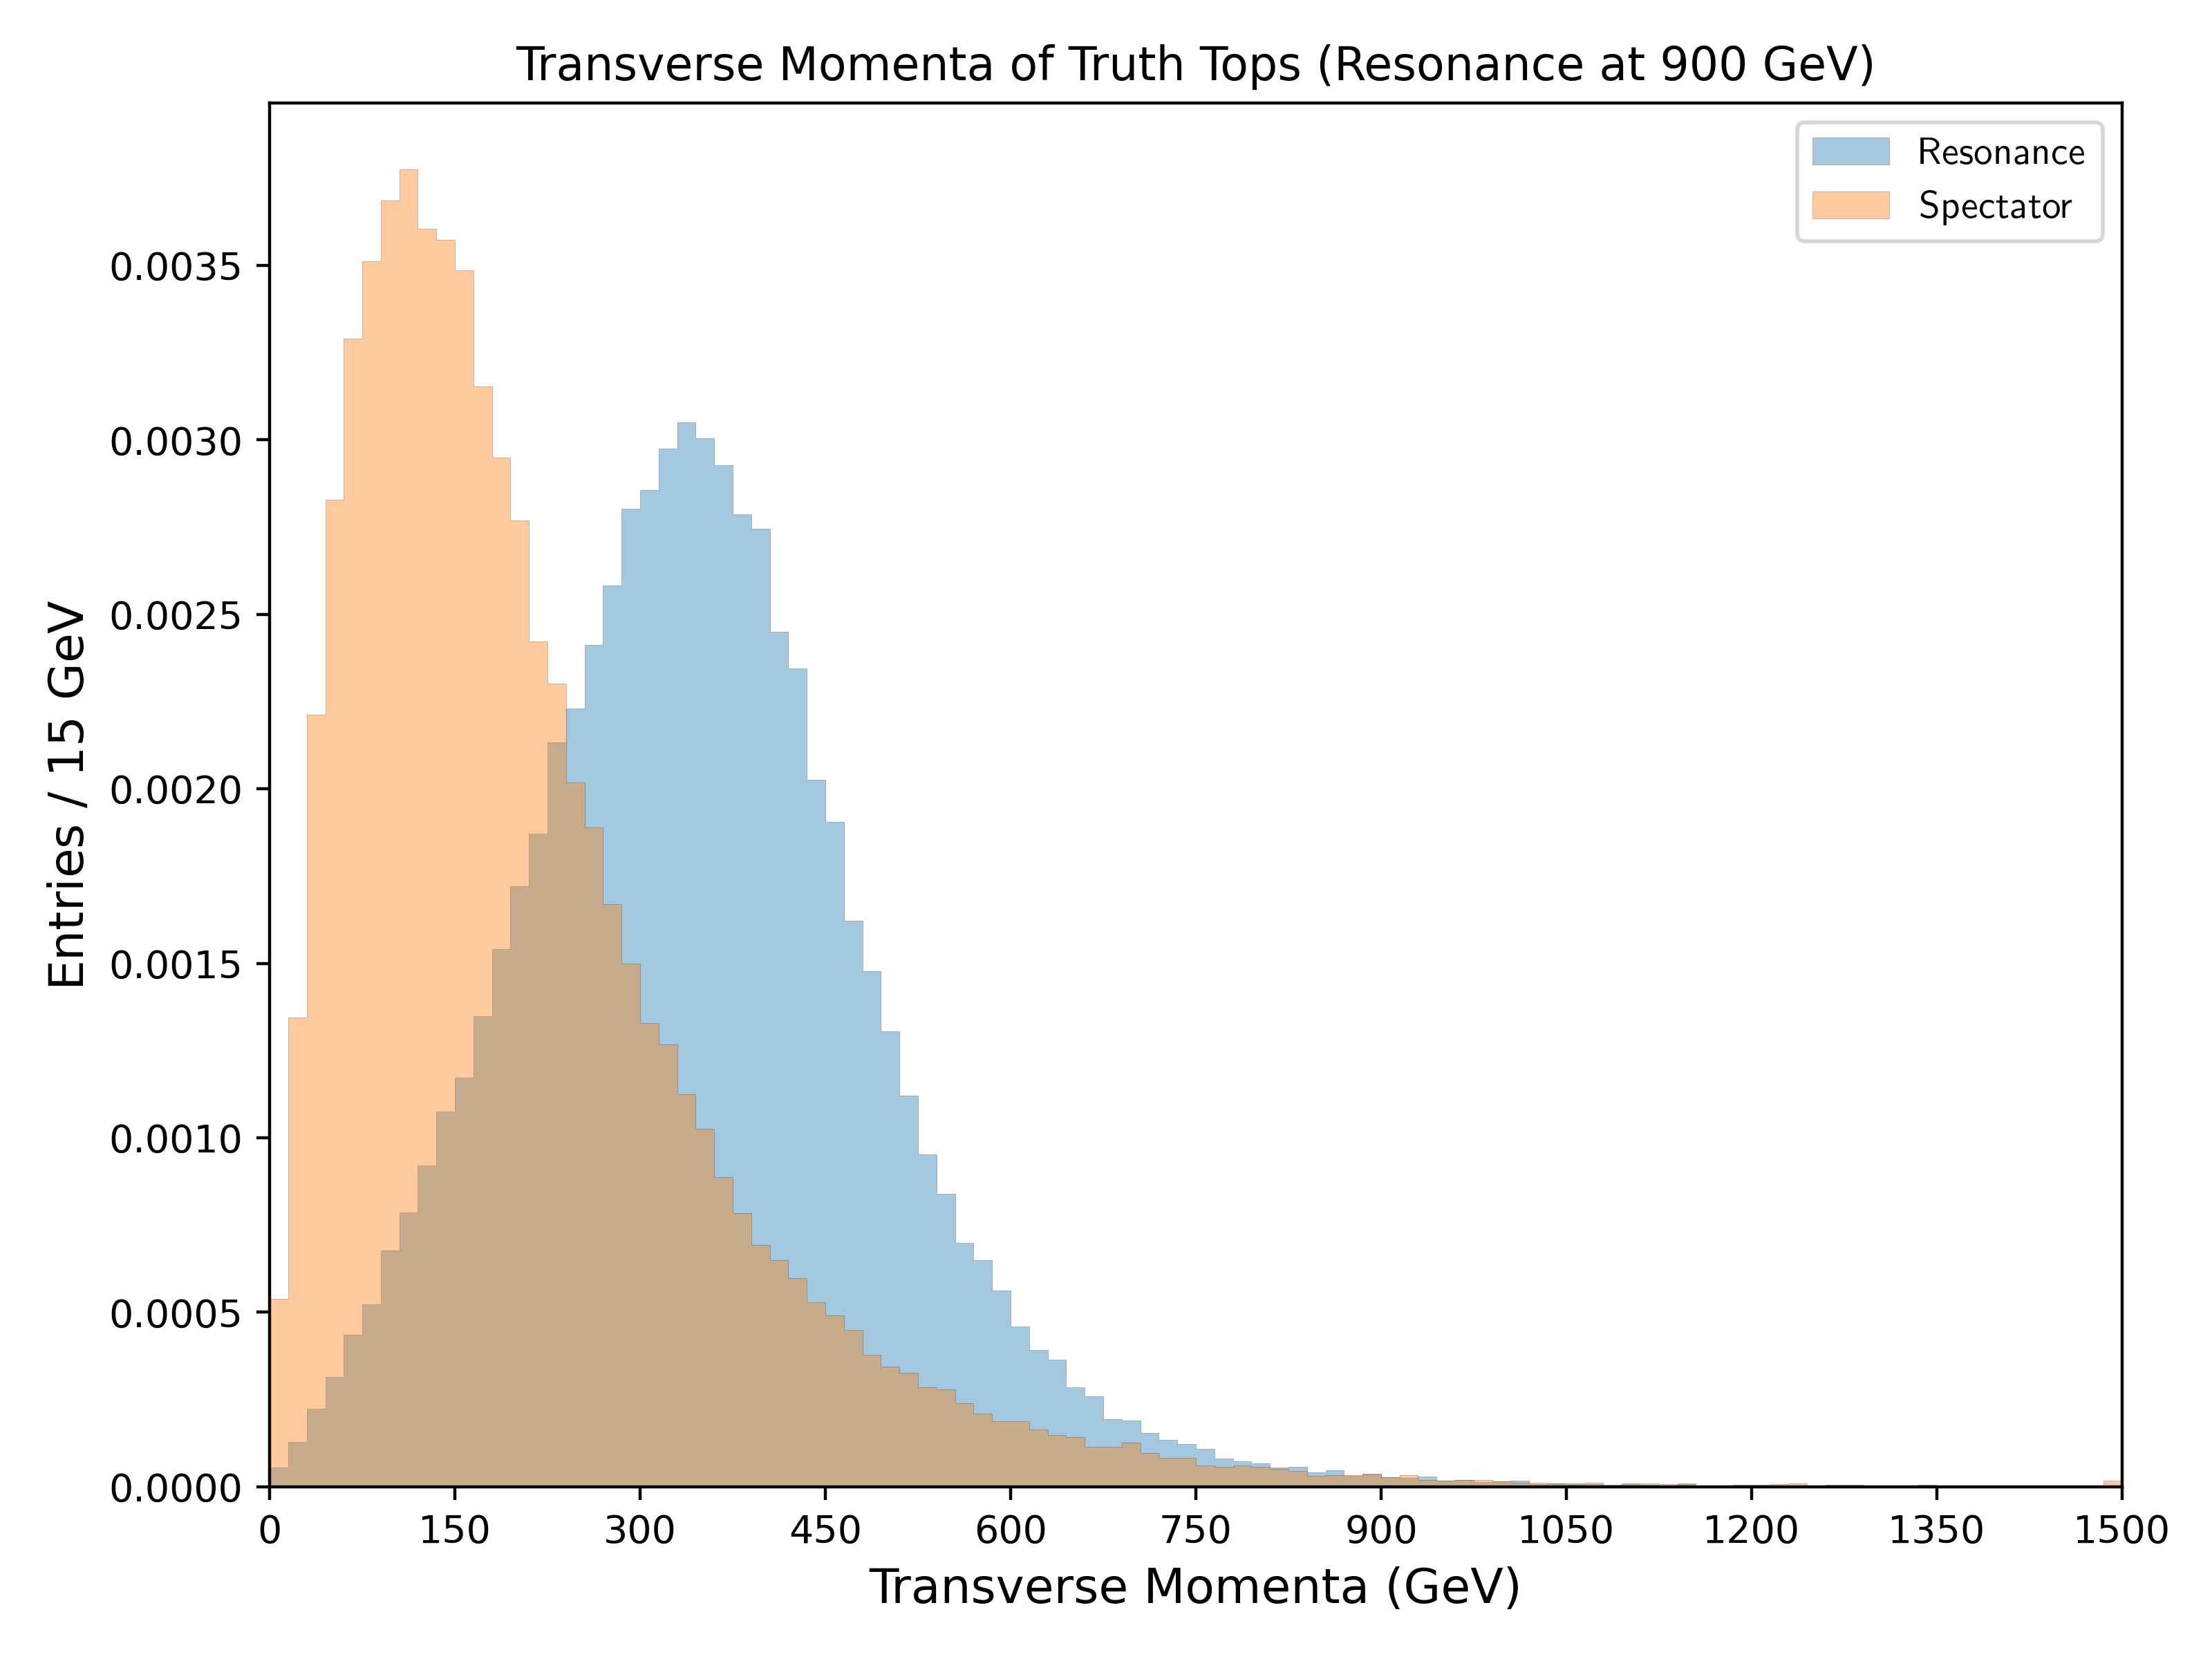 Transverse Momenta of Truth Tops (Resonance at 900 GeV)
Resonance
Spectator
Entries / 15 GeV
0.0035
0.0030
0.0025
0.0020
0.0015
0.0010
0.0005
0.0000
0 150 300 450 600 750 900 1050 1200 1350 1500
Transverse Momenta (GeV)